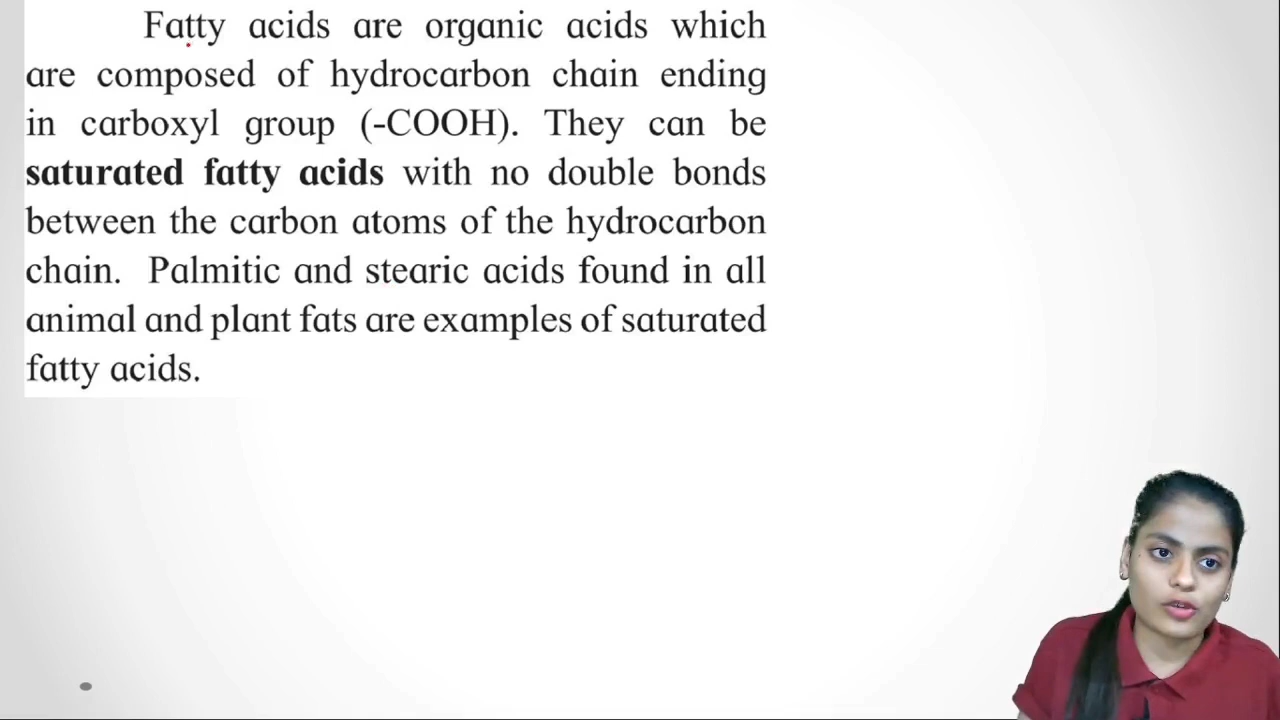 Fatty acids are organic acids which
are composed of hydrocarbon chain ending
in carboxyl group (-COOH). They can be
saturated fatty acids with no double bonds
between the carbon atoms of the hydrocarbon
chain. Palmitic and stearic acids found in all
animal and plant fats are examples of saturated
fatty acids.